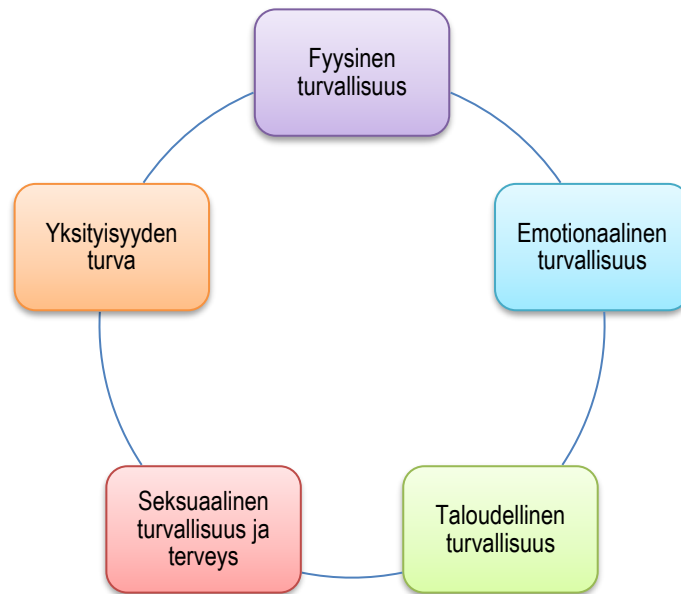 Fyysinen
turvallisuus
Emotionaalinen
turvallisuus
Taloudellinen
turvallisuus
Seksuaalinen
turvallisuus ja
terveys
Yksityisyyden
turva